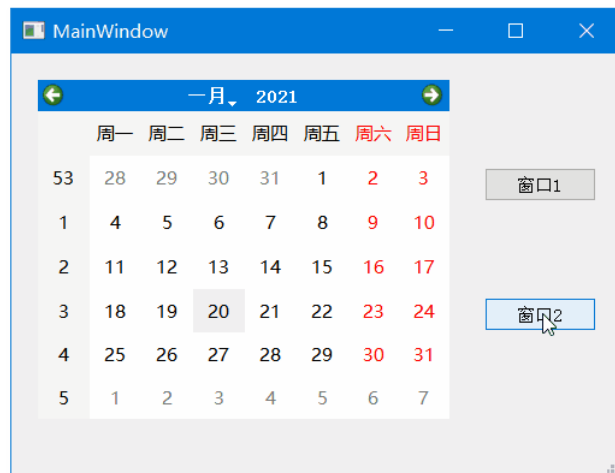 MainWindow
一月 2021
周一 周二 周三 周四 周五 周六 周日
53 28 29 30 31 1 2 3
窗口1
1 4 5 6 7 8 9 10
2 11 12 13 14 15 16 17
3 18 19 20 21 22 23 24
窗口2
4 25 26 27 28 29 30 31
5 1 2 3 4 5 6 7